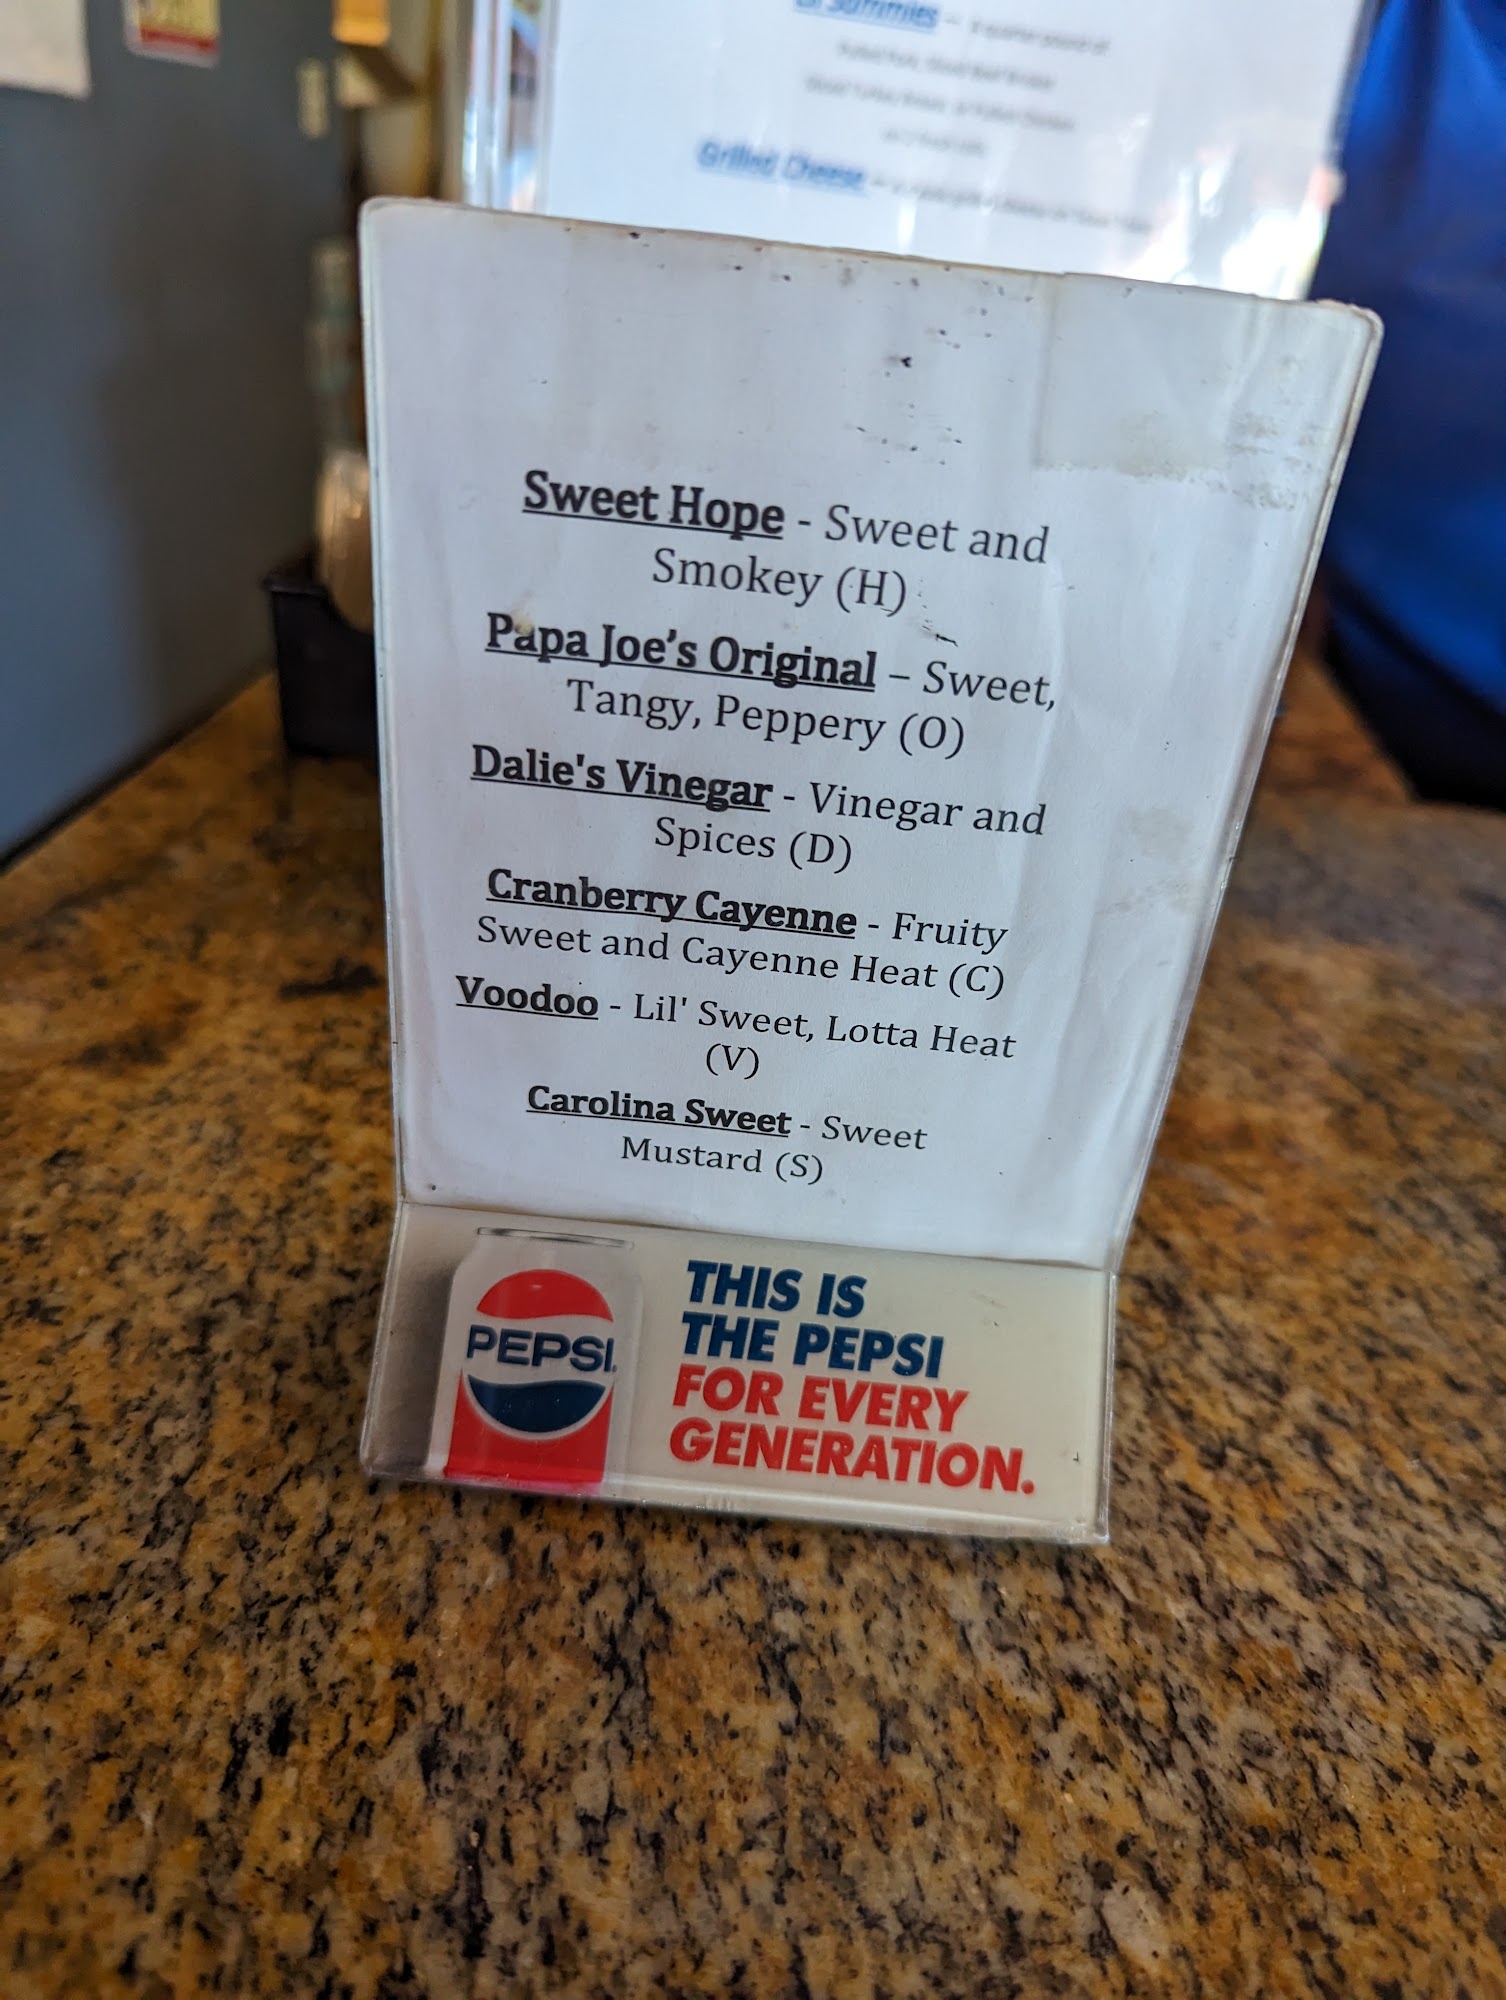 Grilled Cheese
Sweet Hope - Sweet and
Smokey (H)
Papa Joe's Original – Sweet,
Tangy, Peppery (O)
Dalie's Vinegar - Vinegar and
Spices (D)
Cranberry Cayenne - Fruity
Sweet and Cayenne Heat (C)
Voodoo - Lil' Sweet, Lotta Heat
(V)
Carolina Sweet - Sweet
Mustard (S)
PEPSI
THIS IS
THE PEPSI
FOR EVERY
GENERATION.